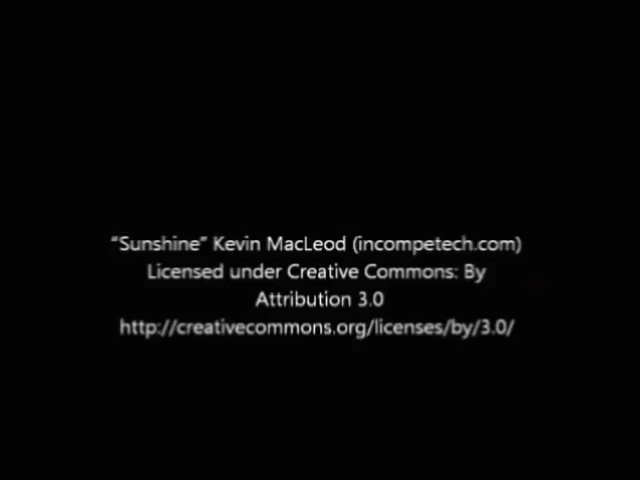 “Sunshine” Kevin MacLeod (incompetech.com)
Licensed under Creative Commons: By
Attribution 3.0
http://creativecommons.org/licenses/by/3.0/